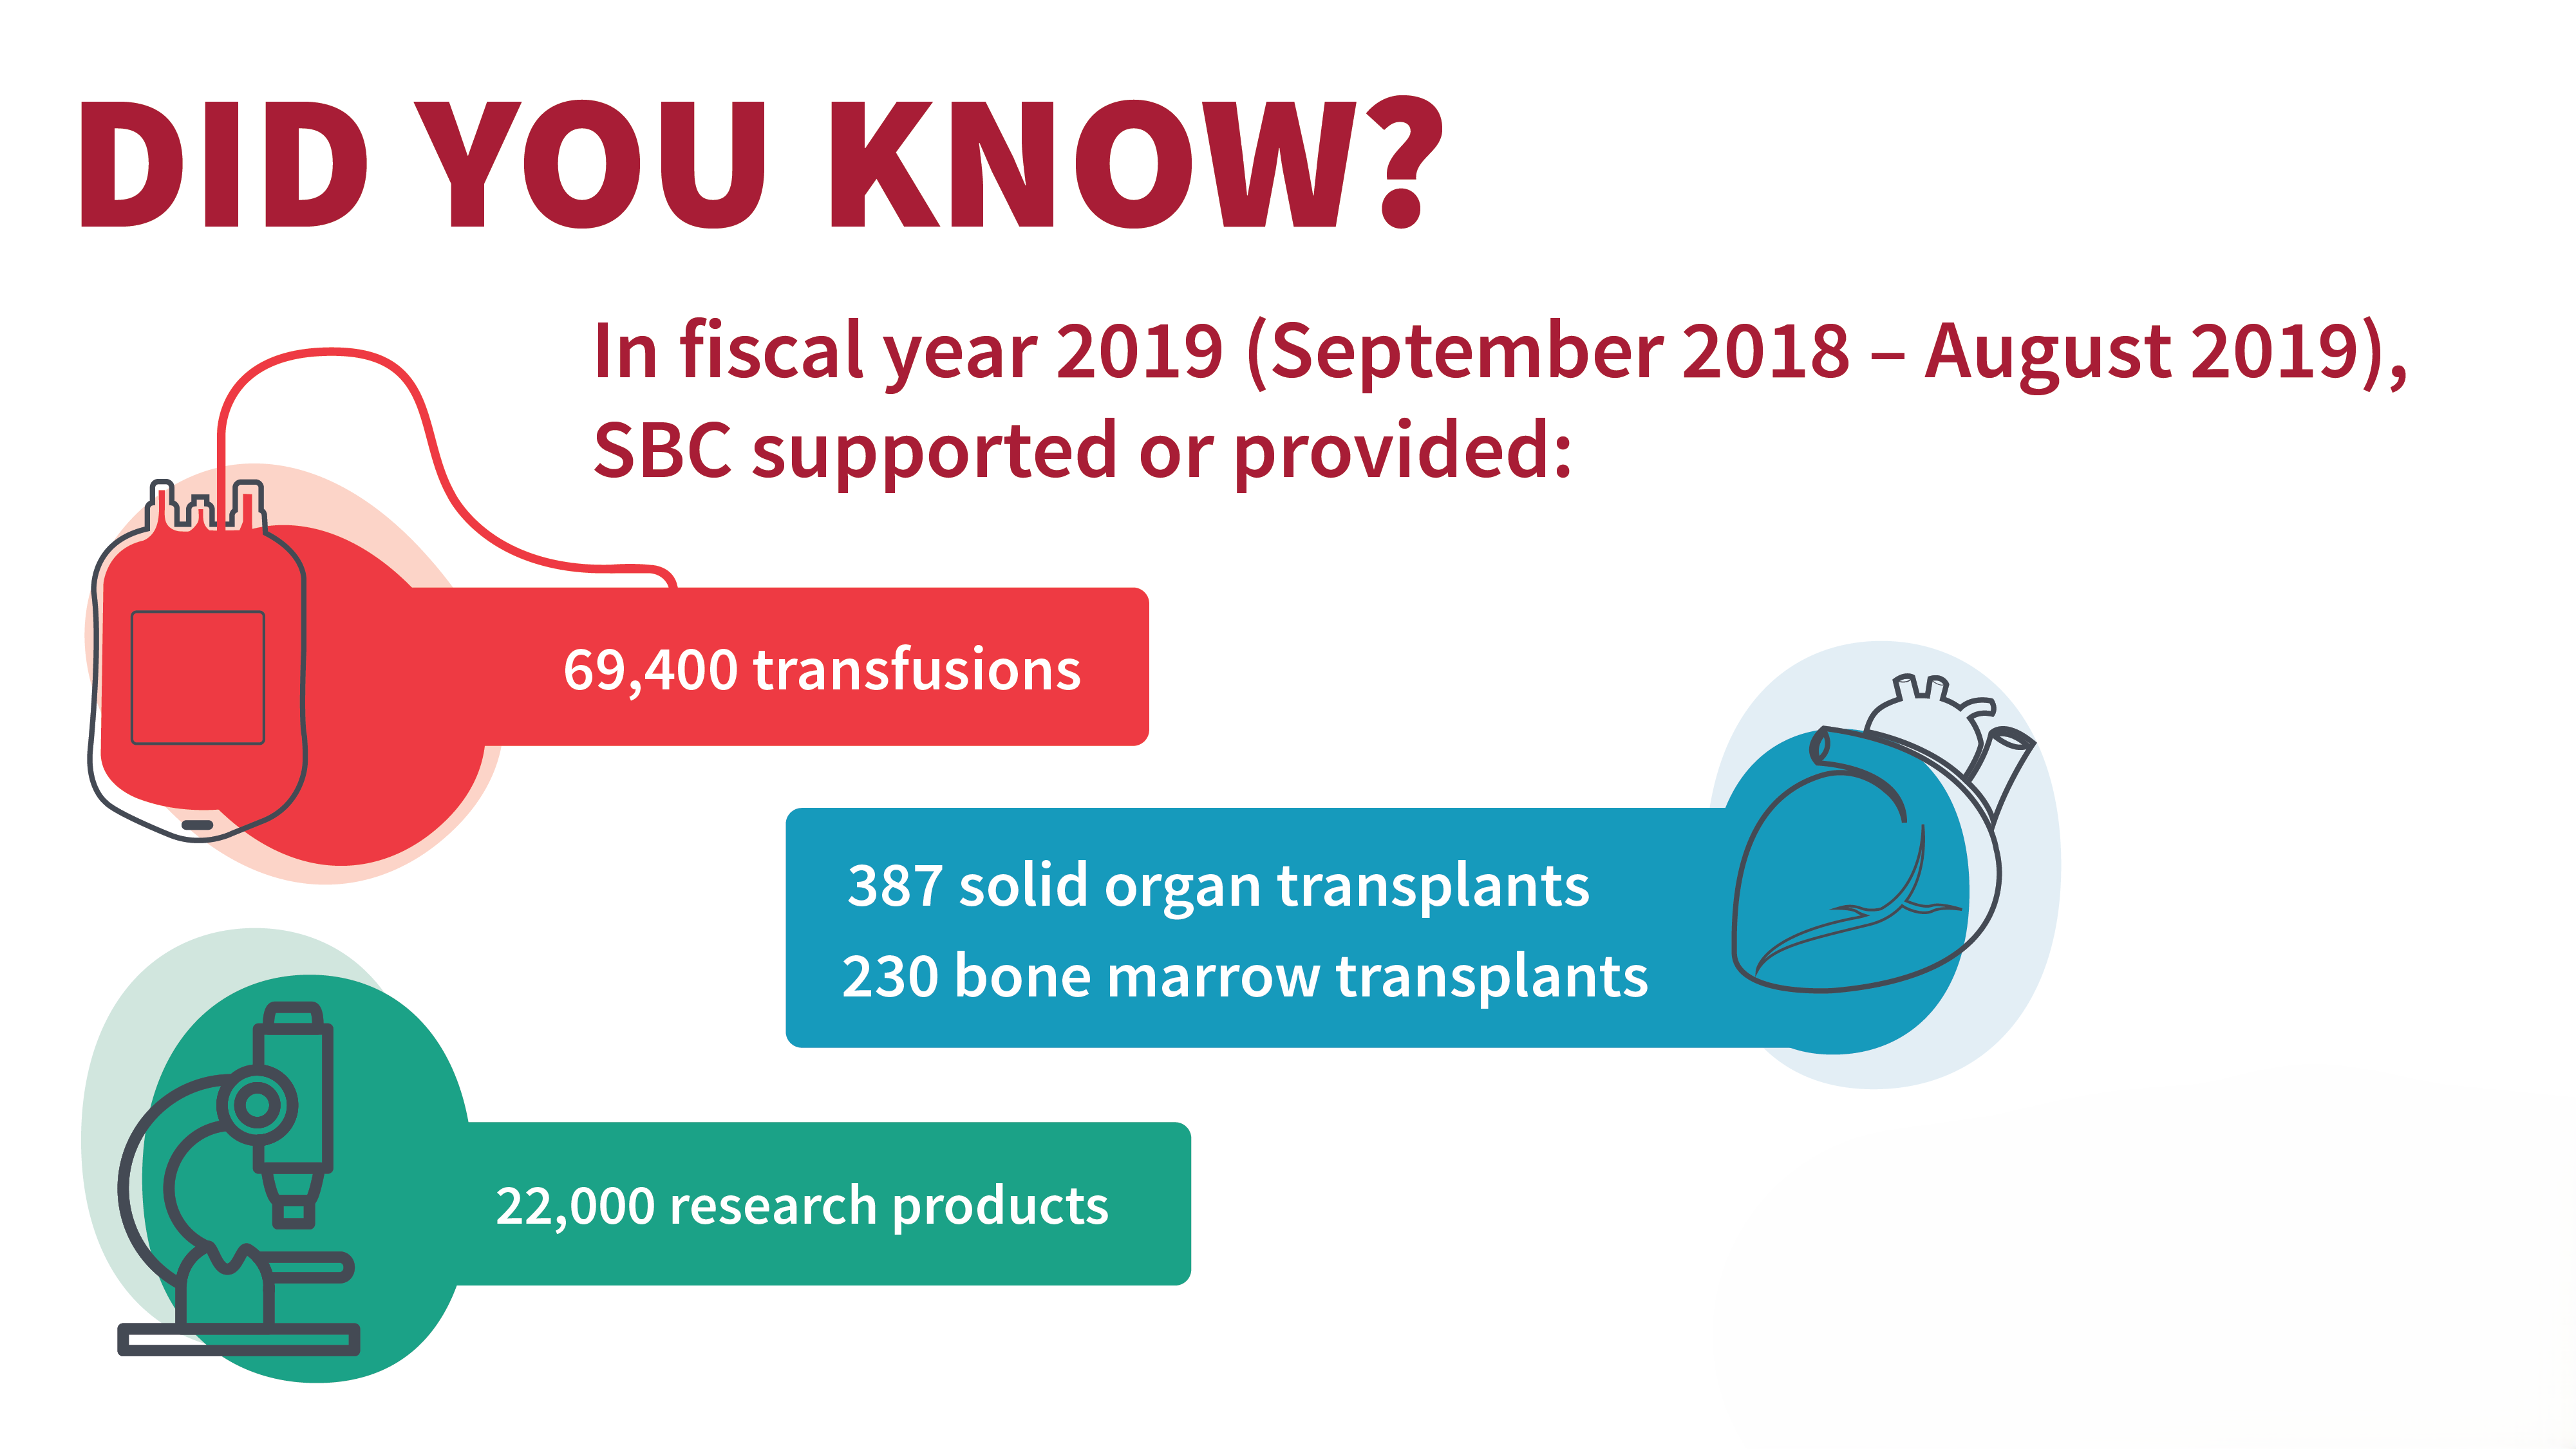 DID YOU KNOW?
In fiscal year 2019 (September 2018 – August 2019),
SBC supported or provided:
69,400 transfusions
387 solid organ transplants
230 bone marrow transplants
22,000 research products